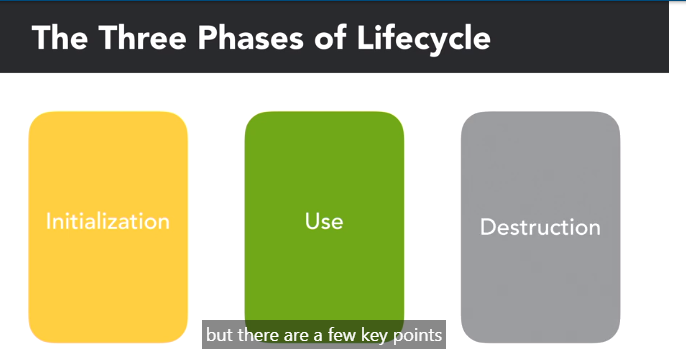 The Three Phases of Lifecycle
Initialization
Use
Destruction
but there are a few key points